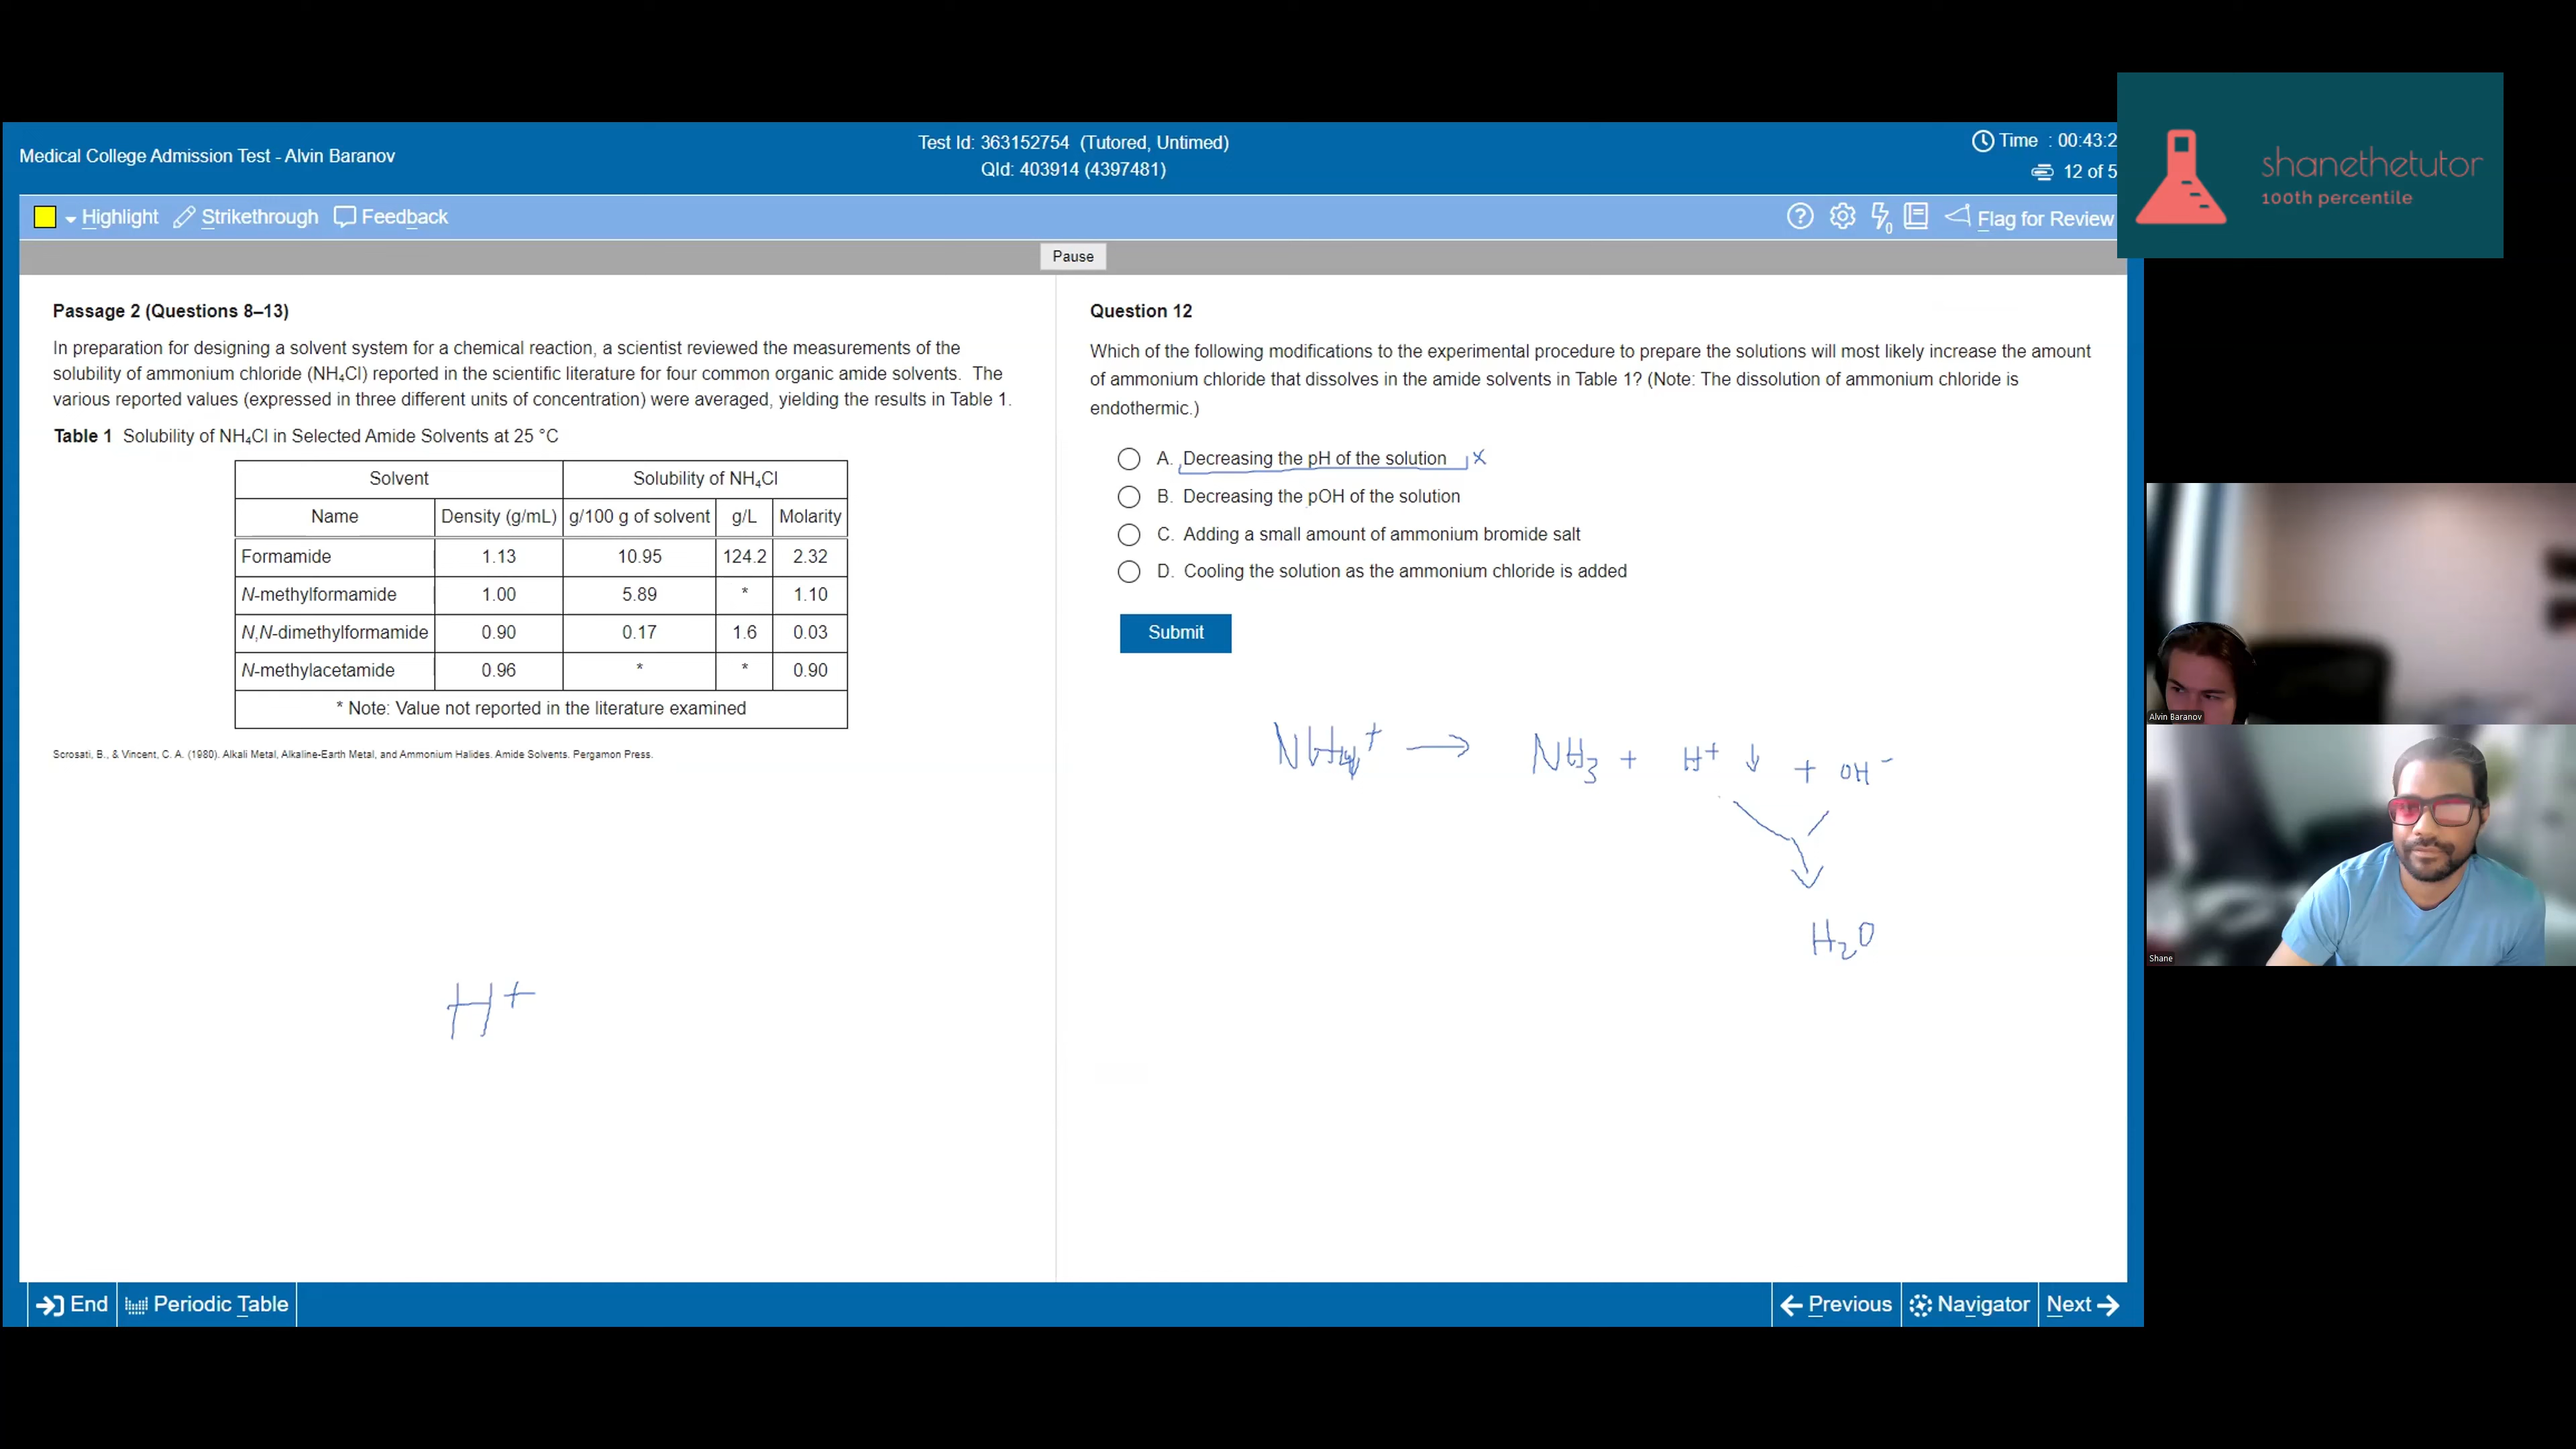 Medical College Admission Test - Alvin Baranov
Test Id: 363152754 (Tutored, Untimed)
QId: 403914 (4397481)
Time : 00:43:2
12 of 5
shanethetutor
100th percentile
Highlight Strikethrough Feedback
0 Flag for Review
Pause
Passage 2 (Questions 8–13)
In preparation for designing a solvent system for a chemical reaction, a scientist reviewed the measurements of the
solubility of ammonium chloride (NH₄Cl) reported in the scientific literature for four common organic amide solvents. The
various reported values (expressed in three different units of concentration) were averaged, yielding the results in Table 1.
Table 1 Solubility of NH₄Cl in Selected Amide Solvents at 25 °C
Solvent Solubility of NH₄Cl
Name Density (g/mL) g/100 g of solvent g/L Molarity
Formamide 1.13 10.95 124.2 2.32
N-methylformamide 1.00 5.89 * 1.10
N,N-dimethylformamide 0.90 0.17 1.6 0.03
N-methylacetamide 0.96 * * 0.90
* Note: Value not reported in the literature examined
Scrosati, B., & Vincent, C. A. (1980). Alkali Metal, Alkaline-Earth Metal, and Ammonium Halides. Amide Solvents. Pergamon Press.
H⁺
Question 12
Which of the following modifications to the experimental procedure to prepare the solutions will most likely increase the amount
of ammonium chloride that dissolves in the amide solvents in Table 1? (Note: The dissolution of ammonium chloride is
endothermic.)
A. Decreasing the pH of the solution x
B. Decreasing the pOH of the solution
C. Adding a small amount of ammonium bromide salt
D. Cooling the solution as the ammonium chloride is added
Submit
NH₄⁺ → NH₃ + H⁺ ↓ + OH⁻
H₂O
Alvin Baranov
Shane
End Periodic Table
Previous Navigator Next